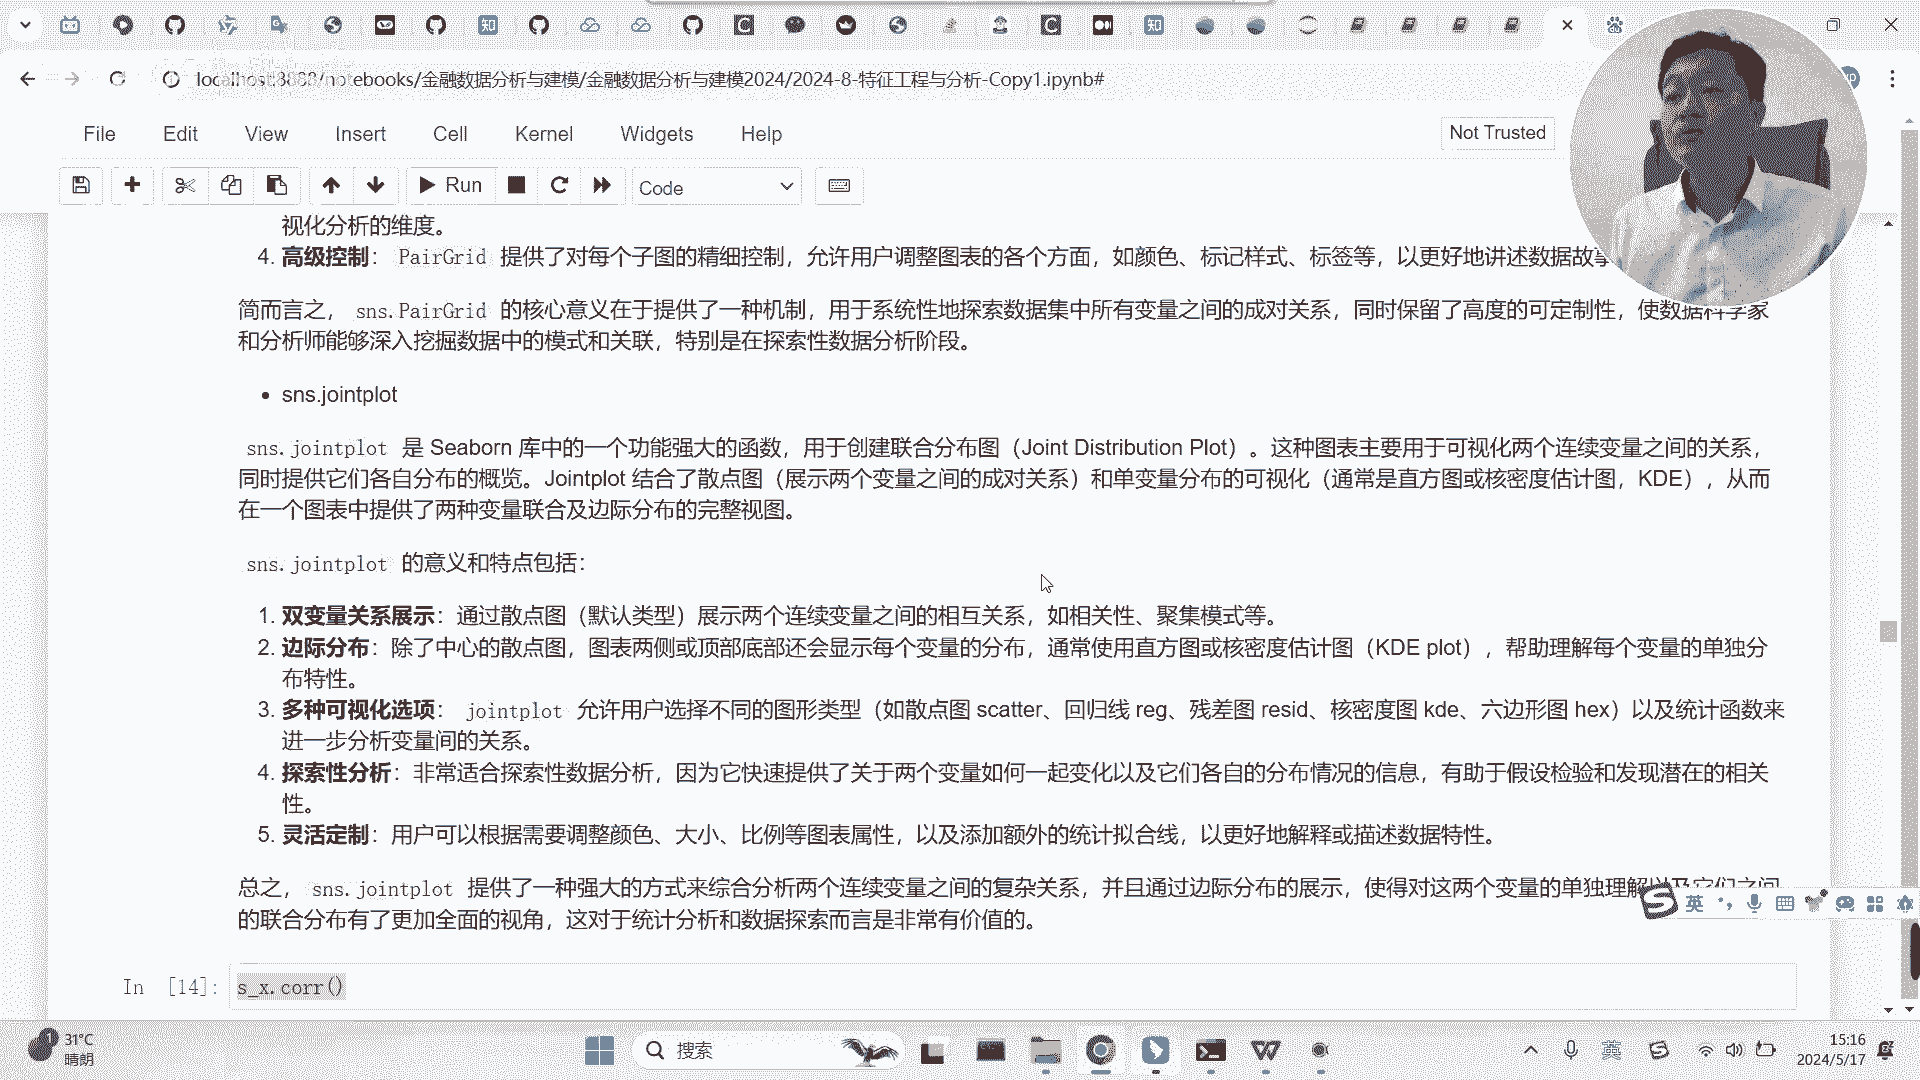 localhost:8888/notebooks/金融数据分析与建模/金融数据分析与建模2024/2024-8-特征工程与分析-Copy1.ipynb#
File Edit View Insert Cell Kernel Widgets Help
Not Trusted
Run
Code
视化分析的维度。
4. 高级控制： PairGrid 提供了对每个子图的精细控制，允许用户调整图表的各个方面，如颜色、标记样式、标签等，以更好地讲述数据故
简而言之， sns.PairGrid 的核心意义在于提供了一种机制，用于系统性地探索数据集中所有变量之间的成对关系，同时保留了高度的可定制性，使数据科学家
和分析师能够深入挖掘数据中的模式和关联，特别是在探索性数据分析阶段。
• sns.jointplot
sns.jointplot 是 Seaborn 库中的一个功能强大的函数，用于创建联合分布图（Joint Distribution Plot）。这种图表主要用于可视化两个连续变量之间的关系，
同时提供它们各自分布的概览。Jointplot 结合了散点图（展示两个变量之间的成对关系）和单变量分布的可视化（通常是直方图或核密度估计图，KDE），从而
在一个图表中提供了两种变量联合及边际分布的完整视图。
sns.jointplot 的意义和特点包括：
1. 双变量关系展示：通过散点图（默认类型）展示两个连续变量之间的相互关系，如相关性、聚集模式等。
2. 边际分布：除了中心的散点图，图表两侧或顶部底部还会显示每个变量的分布，通常使用直方图或核密度估计图（KDE plot），帮助理解每个变量的单独分
布特性。
3. 多种可视化选项： jointplot 允许用户选择不同的图形类型（如散点图 scatter、回归线 reg、残差图 resid、核密度图 kde、六边形图 hex）以及统计函数来
进一步分析变量间的关系。
4. 探索性分析：非常适合探索性数据分析，因为它快速提供了关于两个变量如何一起变化以及它们各自的分布情况的信息，有助于假设检验和发现潜在的相关
性。
5. 灵活定制：用户可以根据需要调整颜色、大小、比例等图表属性，以及添加额外的统计拟合线，以更好地解释或描述数据特性。
总之， sns.jointplot 提供了一种强大的方式来综合分析两个连续变量之间的复杂关系，并且通过边际分布的展示，使得对这两个变量的单独理解以及它们之间
的联合分布有了更加全面的视角，这对于统计分析和数据探索而言是非常有价值的。
英
In [14]: s_x.corr()
1 31°C
晴朗
搜索
英
15:16
2024/5/17